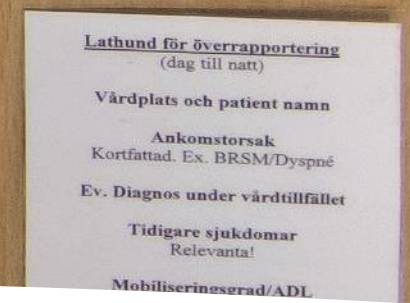 Lathund för överrapportering
(dag till natt)
Vårdplats och patient namn
Ankomstorsak
Kortfattad. Ex. BRSM/Dyspné
Ev. Diagnos under vårdtillfället
Tidigare sjukdomar
Relevanta!
Mobiliseringsgrad/ADL